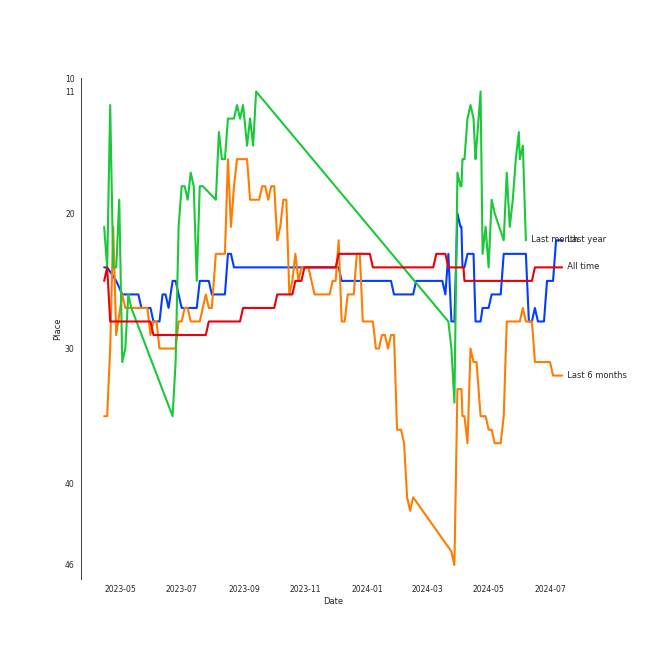 10
11
20
30
40
46
Place
2023-05
2023-07
2023-09
2023-11
2024-01
2024-03
2024-05
2024-07
Date
Last month
Last year
All time
Last 6 months